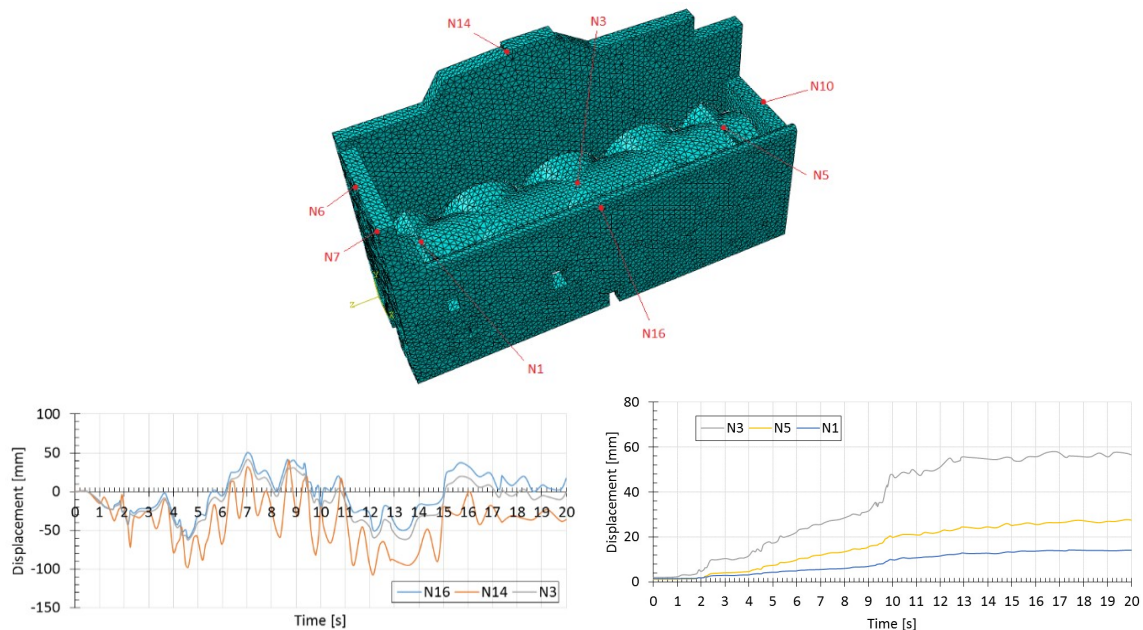 N14
N3
N10
N5
N6
N7
N16
N1
z
Displacement [mm]
100
50
0
-50
-100
-150
0 1 2 3 4 5 6 7 8 9 10 11 12 13 14 15 16 17 18 19 20
N16 N14 N3
Time [s]
Displacement [mm]
80
60
40
20
0
N3 N5 N1
0 1 2 3 4 5 6 7 8 9 10 11 12 13 14 15 16 17 18 19 20
Time [s]